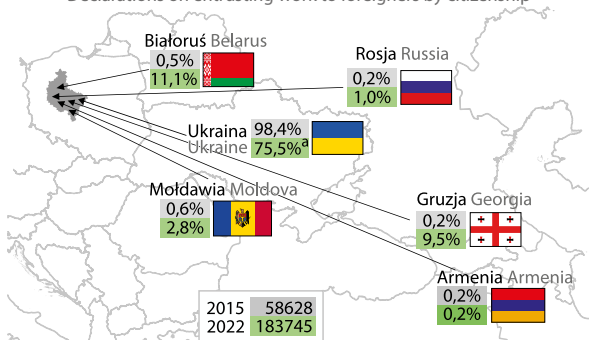 Declarations on entrusting work to foreigners by citizenship
Białoruś Belarus
0,5%
11,1%
Rosja Russia
0,2%
1,0%
Ukraina 98,4%
Ukraine 75,5%a
Mołdawia Moldova
0,6%
2,8%
Gruzja Georgia
0,2%
9,5%
Armenia Armenia
0,2%
0,2%
2015 58628
2022 183745